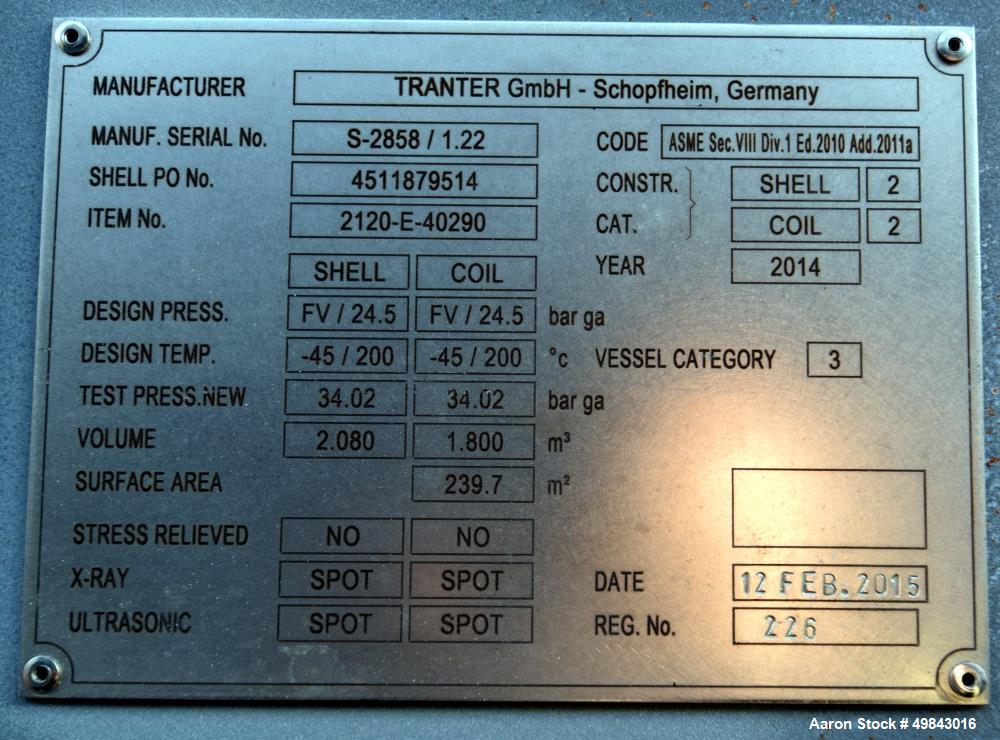 MANUFACTURER TRANTER GmbH - Schopfheim, Germany
MANUF. SERIAL No. S-2858 / 1.22 CODE ASME Sec.VIII Div.1 Ed.2010 Add.2011a
SHELL PO No. 4511879514 CONSTR. SHELL 2
ITEM No. 2120-E-40290 CAT. COIL 2
SHELL COIL YEAR 2014
DESIGN PRESS. FV / 24.5 FV / 24.5 bar ga
DESIGN TEMP. -45 / 200 -45 / 200 °c VESSEL CATEGORY 3
TEST PRESS.NEW 34.02 34.02 bar ga
VOLUME 2.080 1.800 m³
SURFACE AREA 239.7 m²
STRESS RELIEVED NO NO
X-RAY SPOT SPOT DATE 12 FEB.2015
ULTRASONIC SPOT SPOT REG. No. 226
Aaron Stock # 49843016